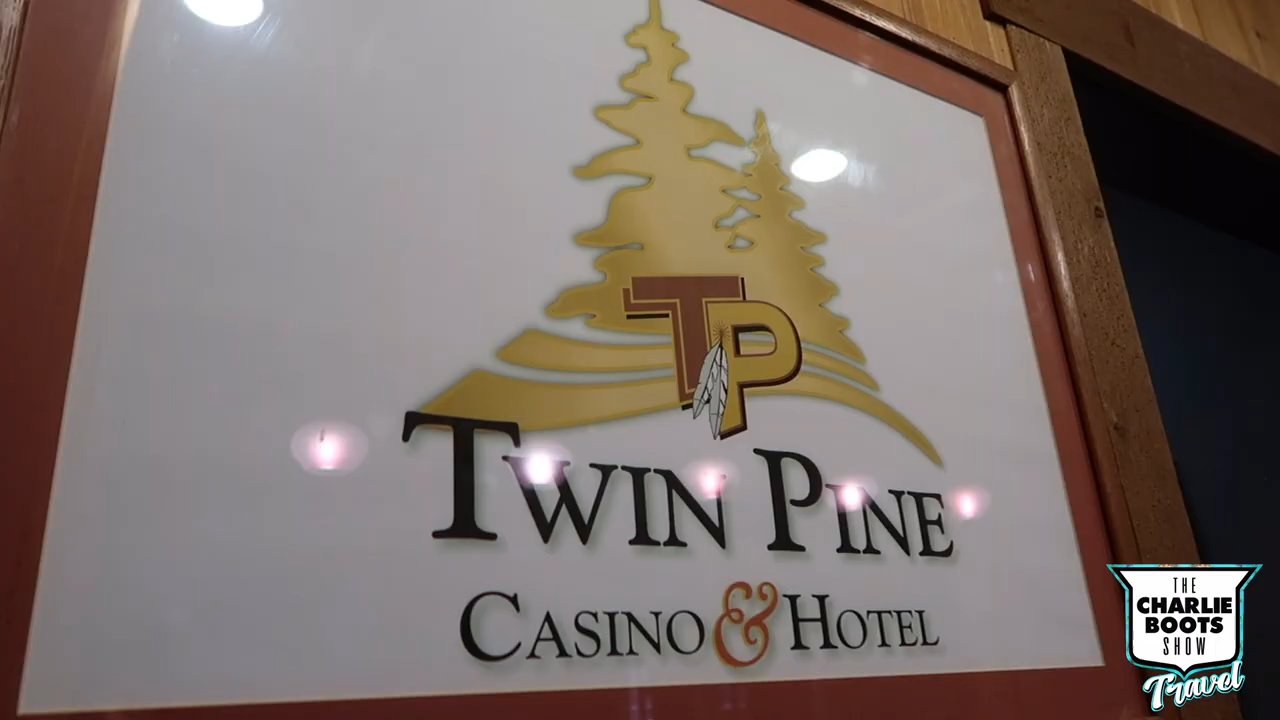 TP
TWIN PINE
CASINO & HOTEL
THE
CHARLIE
BOOTS
SHOW
Travel